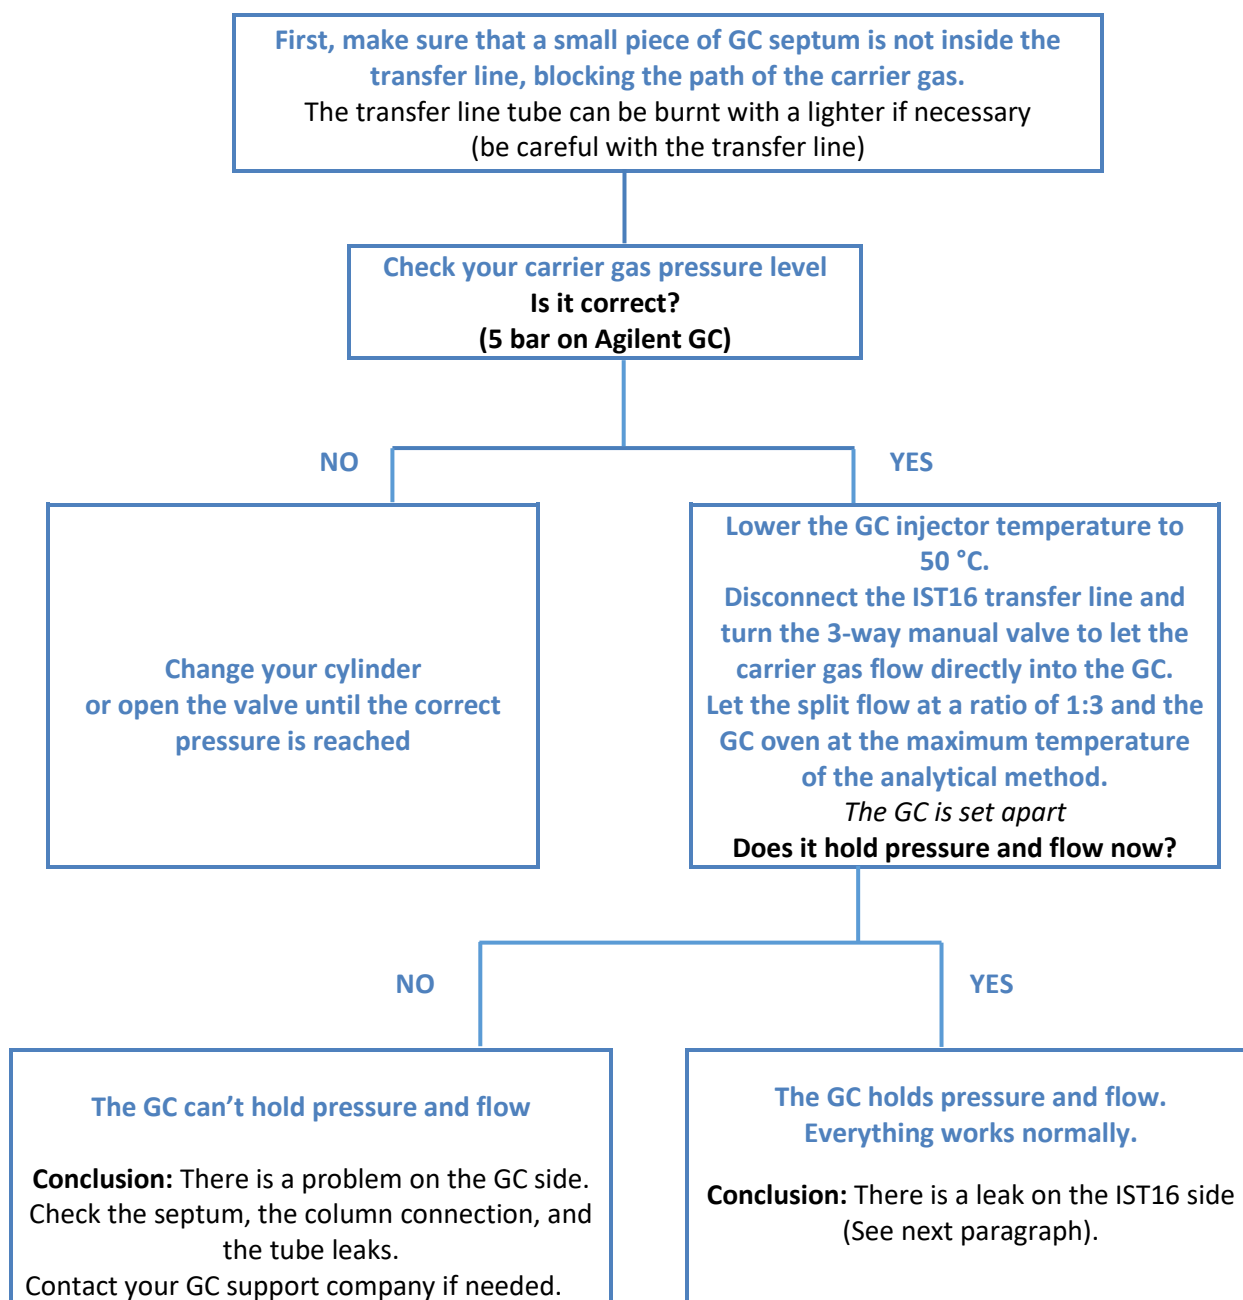 First, make sure that a small piece of GC septum is not inside the
transfer line, blocking the path of the carrier gas.
The transfer line tube can be burnt with a lighter if necessary
(be careful with the transfer line)
Check your carrier gas pressure level
Is it correct?
(5 bar on Agilent GC)
NO
YES
Change your cylinder
or open the valve until the correct
pressure is reached
Lower the GC injector temperature to
50 °C.
Disconnect the IST16 transfer line and
turn the 3-way manual valve to let the
carrier gas flow directly into the GC.
Let the split flow at a ratio of 1:3 and the
GC oven at the maximum temperature
of the analytical method.
The GC is set apart
Does it hold pressure and flow now?
NO
YES
The GC can’t hold pressure and flow
Conclusion: There is a problem on the GC side.
Check the septum, the column connection, and
the tube leaks.
Contact your GC support company if needed.
The GC holds pressure and flow.
Everything works normally.
Conclusion: There is a leak on the IST16 side
(See next paragraph).